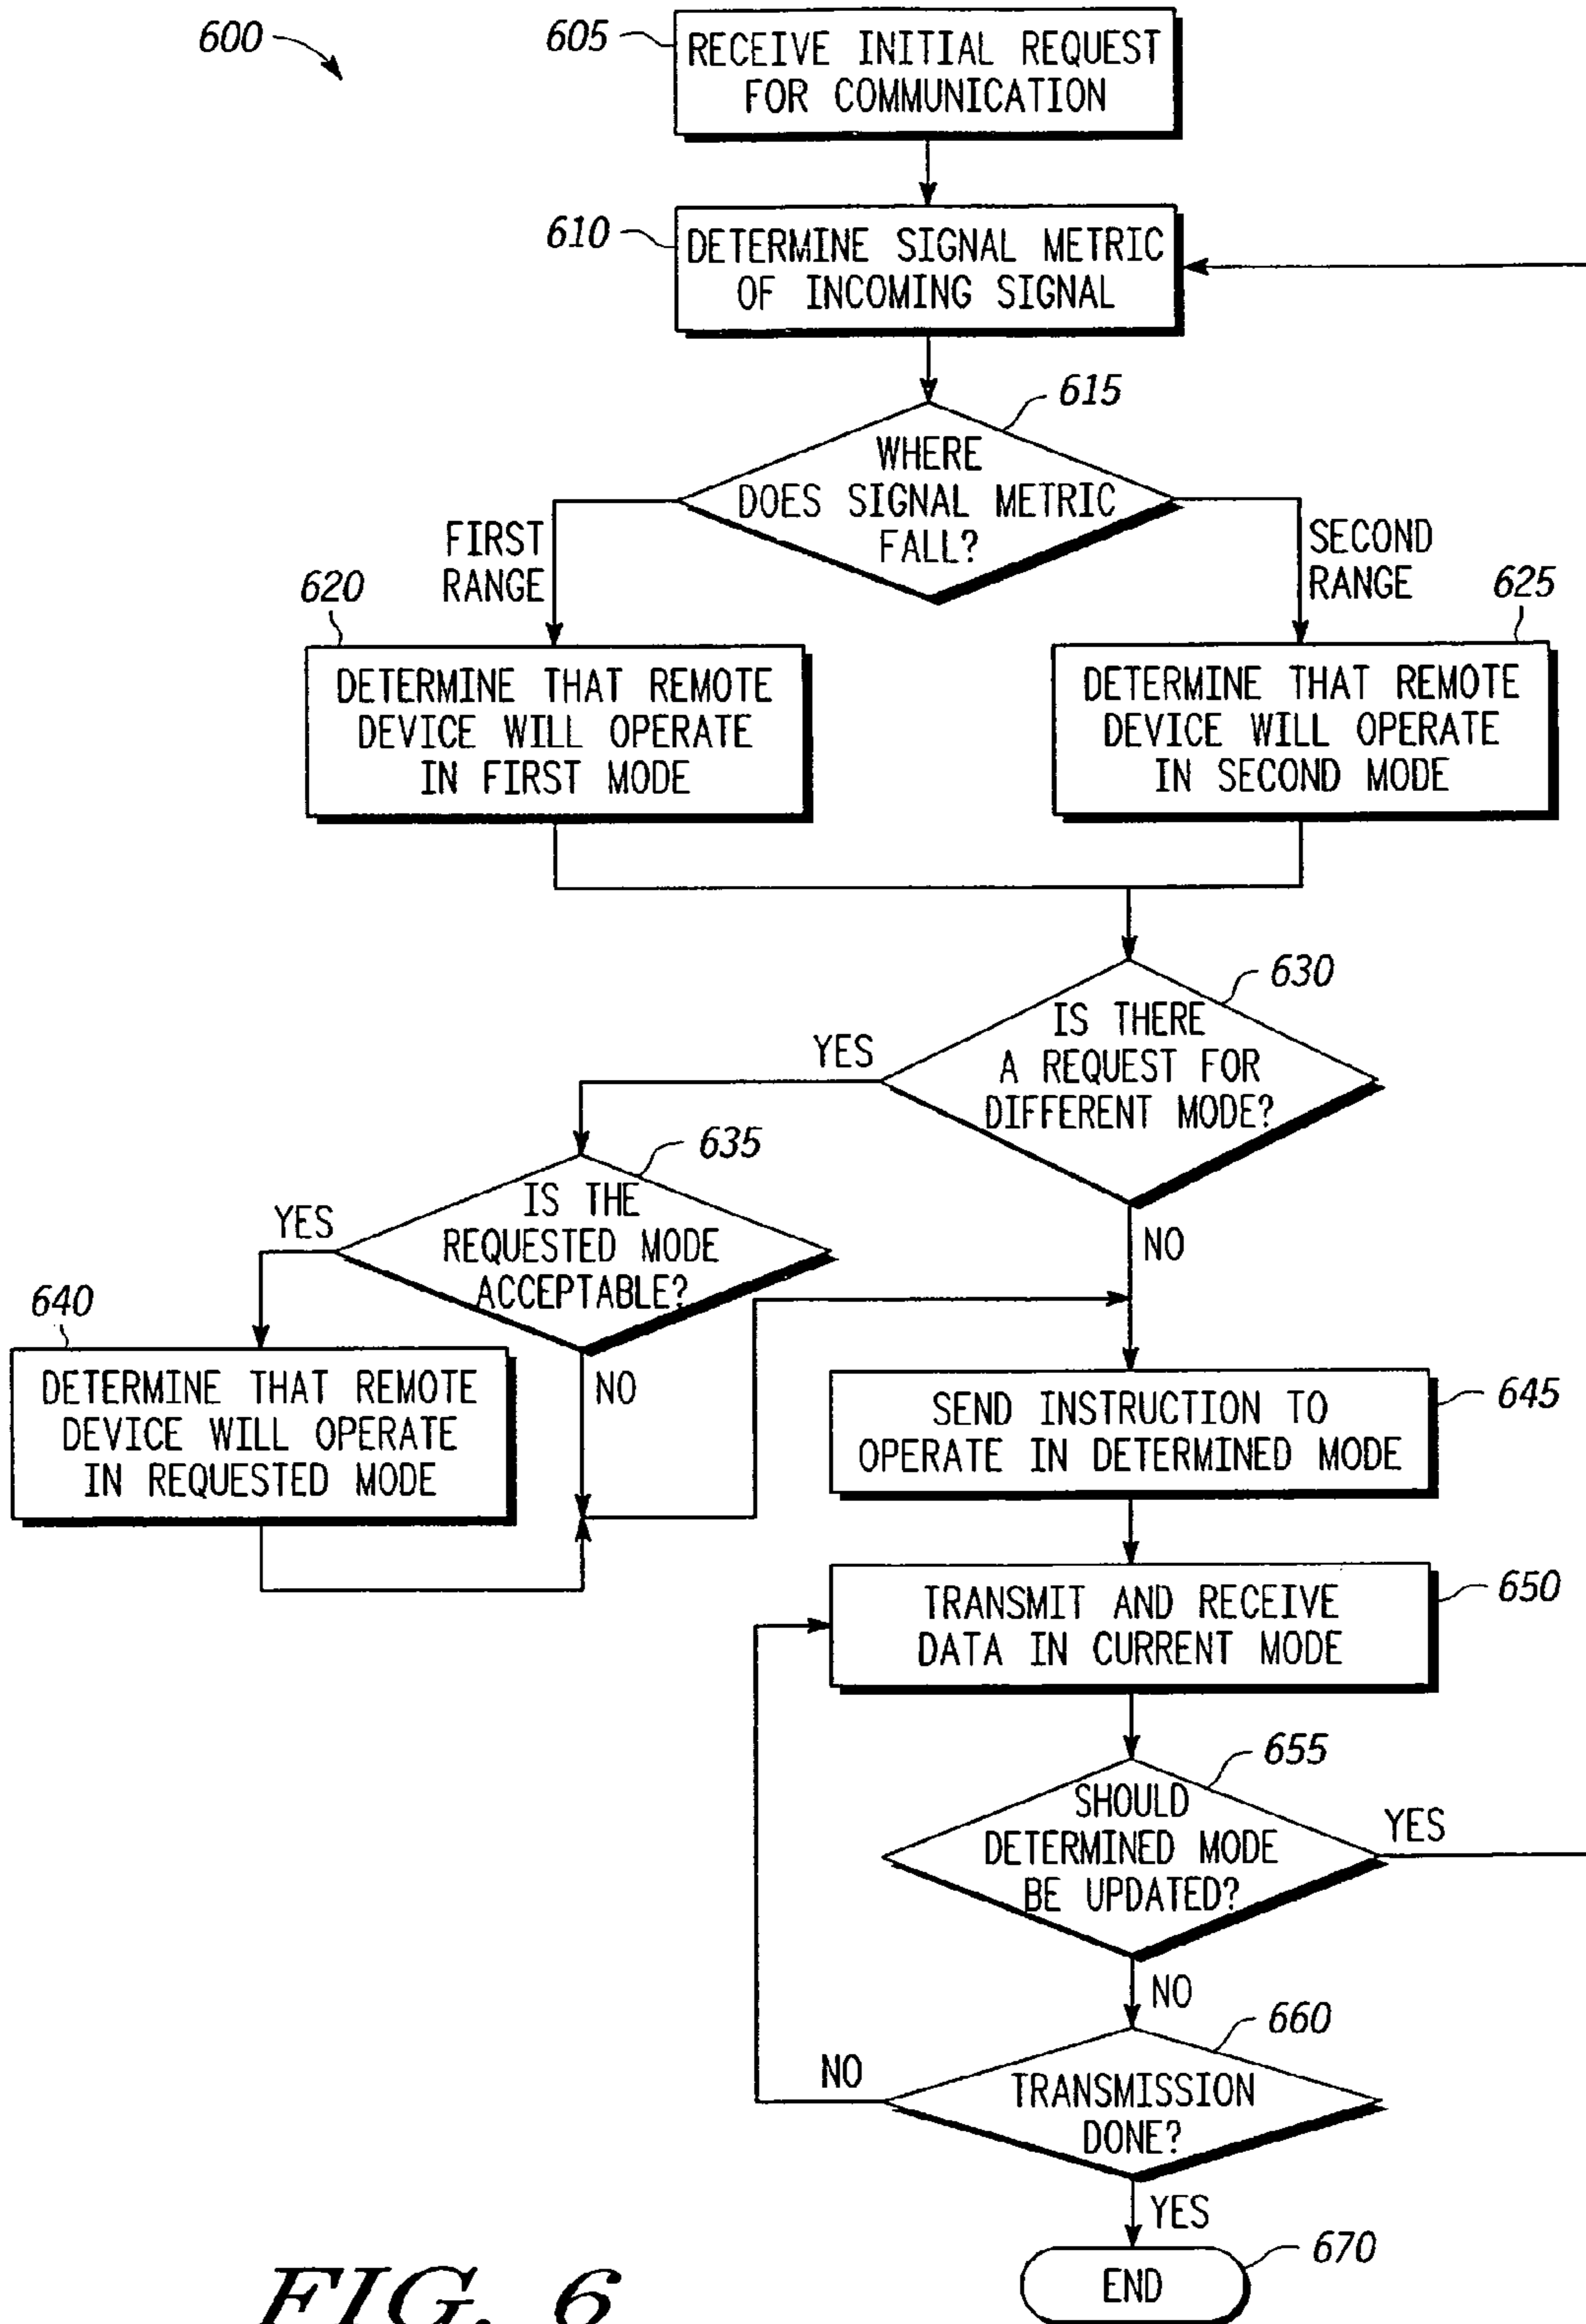 600
605
RECEIVE INITIAL REQUEST
FOR COMMUNICATION
610
DETERMINE SIGNAL METRIC
OF INCOMING SIGNAL
615
WHERE
DOES SIGNAL METRIC
FALL?
FIRST
RANGE
SECOND
RANGE
620
DETERMINE THAT REMOTE
DEVICE WILL OPERATE
IN FIRST MODE
625
DETERMINE THAT REMOTE
DEVICE WILL OPERATE
IN SECOND MODE
630
IS THERE
A REQUEST FOR
DIFFERENT MODE?
YES
NO
635
IS THE
REQUESTED MODE
ACCEPTABLE?
YES
NO
640
DETERMINE THAT REMOTE
DEVICE WILL OPERATE
IN REQUESTED MODE
645
SEND INSTRUCTION TO
OPERATE IN DETERMINED MODE
650
TRANSMIT AND RECEIVE
DATA IN CURRENT MODE
655
SHOULD
DETERMINED MODE
BE UPDATED?
YES
NO
660
TRANSMISSION
DONE?
NO
YES
670
END
FIG. 6